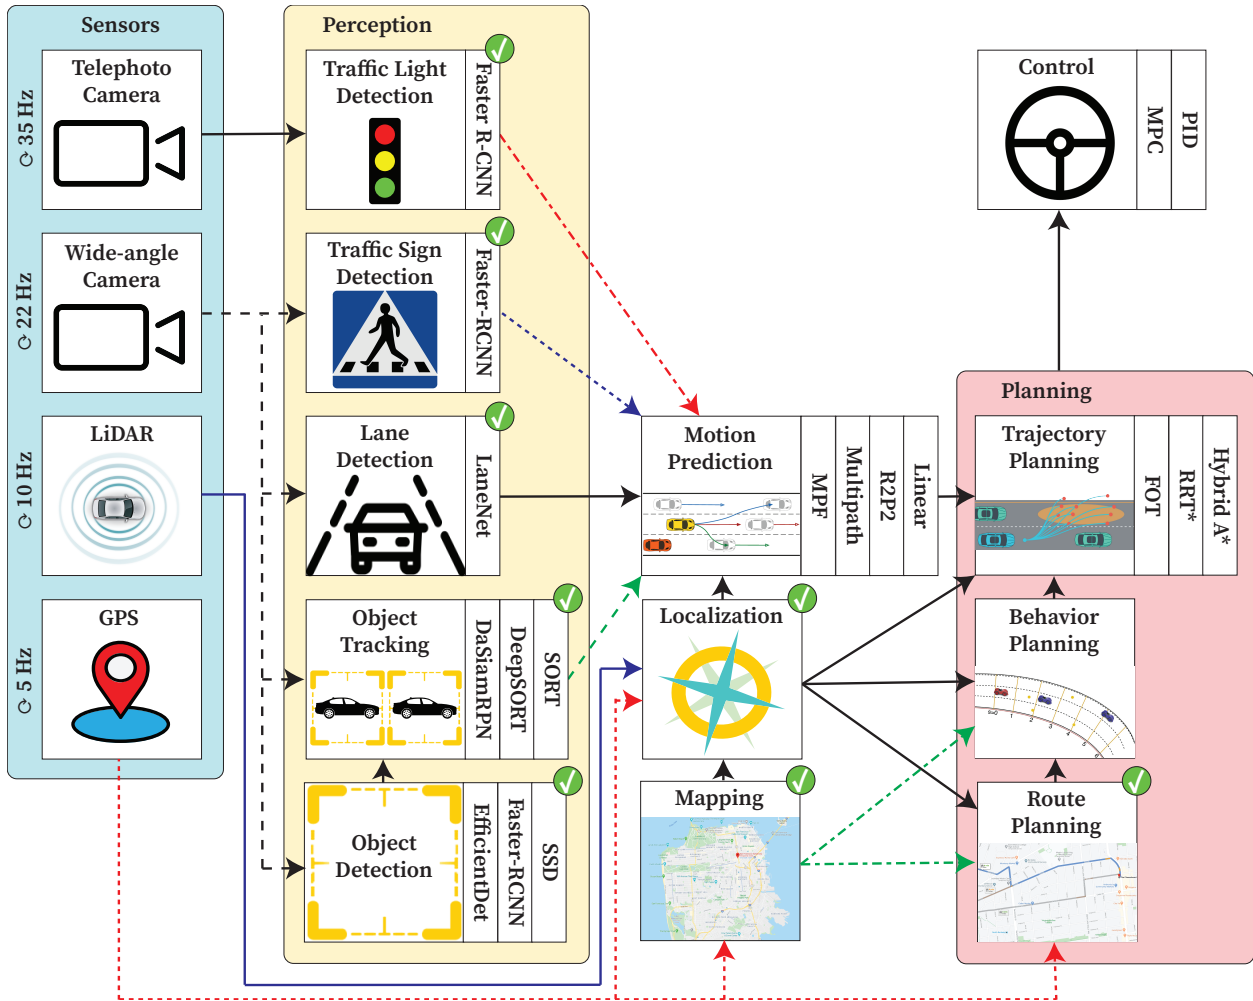 Sensors
35 Hz
Telephoto
Camera
22 Hz
Wide-angle
Camera
10 Hz
LiDAR
5 Hz
GPS
Perception
Traffic Light
Detection
Faster R-CNN
Traffic Sign
Detection
Faster-RCNN
Lane
Detection
LaneNet
Object
Tracking
DaSiamRPN
DeepSORT
SORT
Object
Detection
EfficientDet
Faster-RCNN
SSD
Motion
Prediction
MPF
Multipath
R2P2
Linear
Localization
Mapping
Control
MPC
PID
Planning
Trajectory
Planning
FOT
RRT*
Hybrid A*
Behavior
Planning
Route
Planning